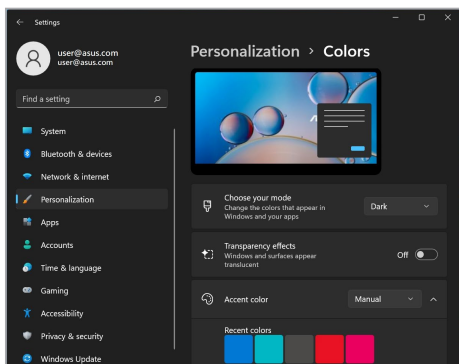 Settings
user@asus.com
user@asus.com
Find a setting
System
Bluetooth & devices
Network & internet
Personalization
Apps
Accounts
Time & language
Gaming
Accessibility
Privacy & security
Windows Update
Personalization > Colors
Choose your mode
Change the colors that appear in
Windows and your apps
Dark
Transparency effects
Windows and surfaces appear
translucent
Off
Accent color
Manual
Recent colors